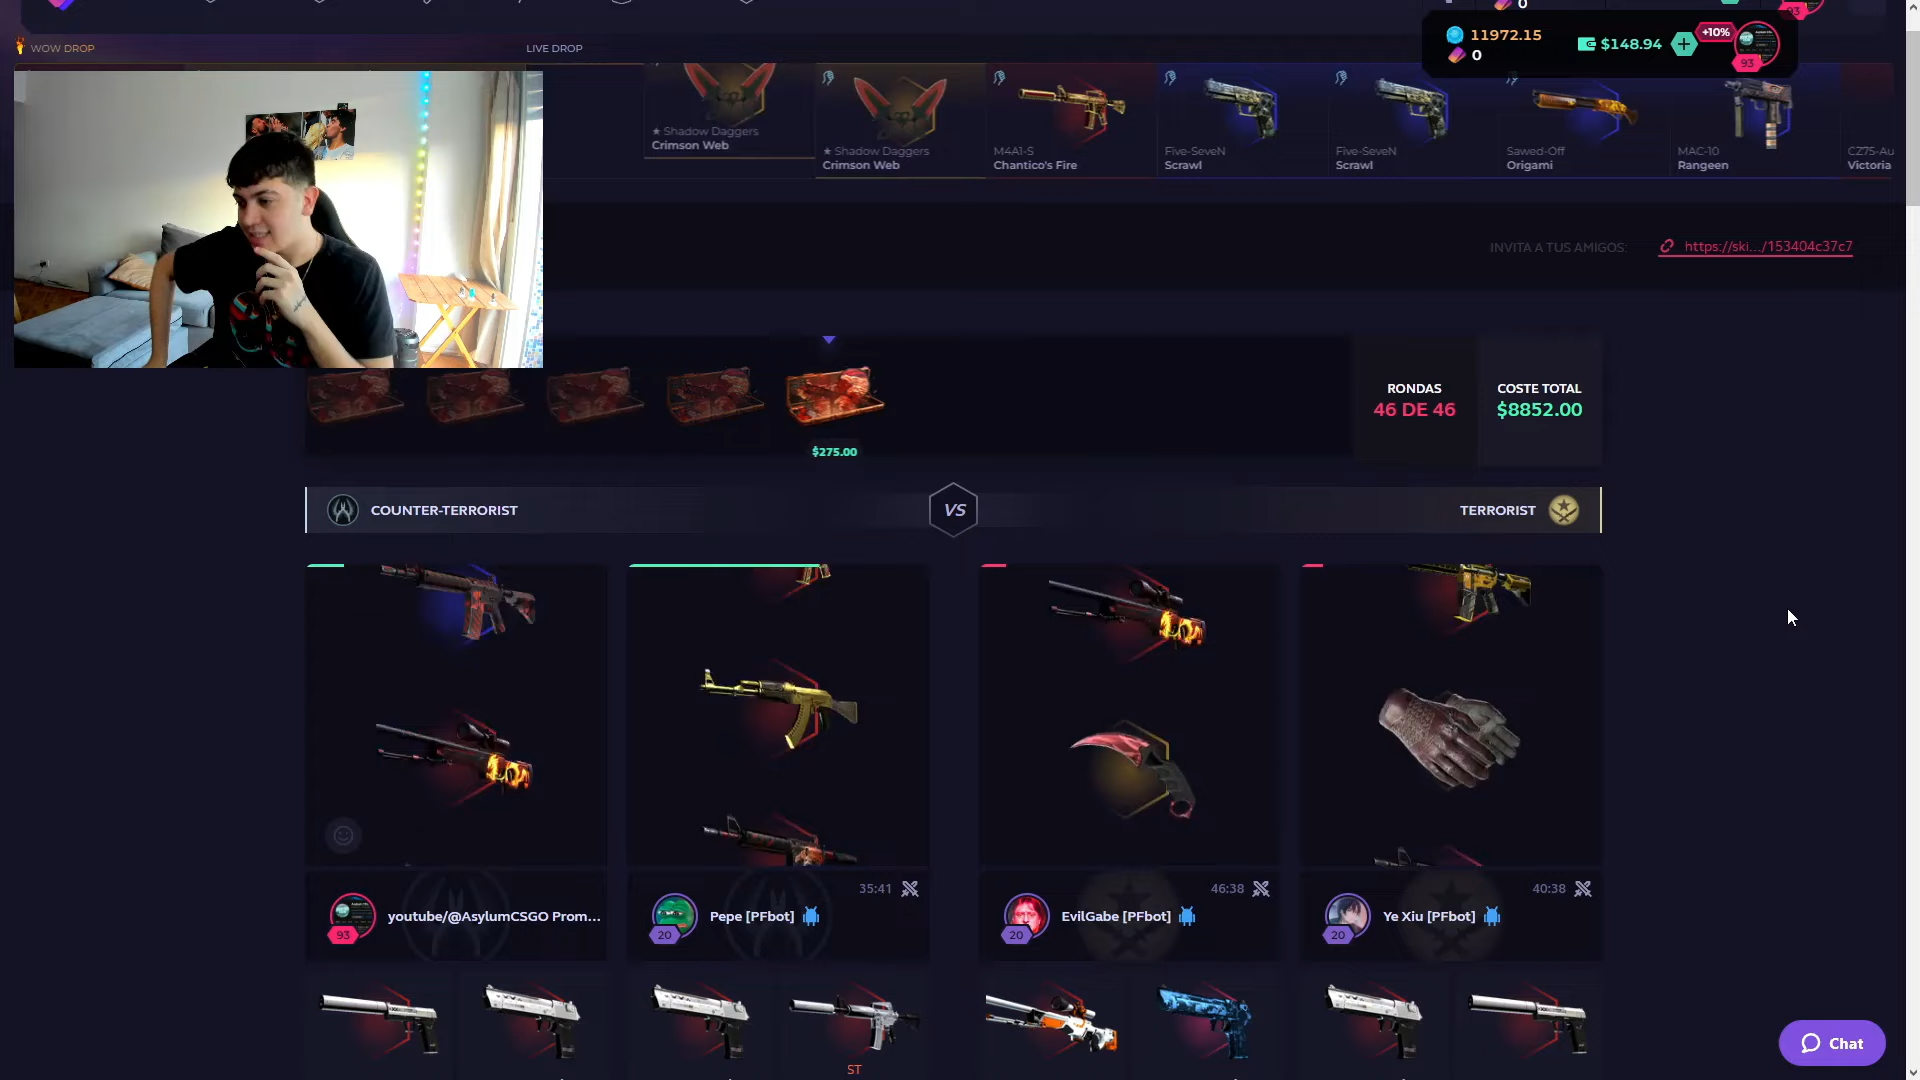 0
93
WOW DROP
LIVE DROP
11972.15
0
$148.94
+10%
93
★ Shadow Daggers
Crimson Web
★ Shadow Daggers
Crimson Web
M4A1-S
Chantico's Fire
Five-SeveN
Scrawl
Five-SeveN
Scrawl
Sawed-Off
Origami
MAC-10
Rangeen
CZ75-Au
Victoria
INVITA A TUS AMIGOS:
https://ski.../153404c37c7
$275.00
RONDAS
46 DE 46
COSTE TOTAL
$8852.00
COUNTER-TERRORIST
VS
TERRORIST
93
youtube/@AsylumCSGO Prom...
35:41
20
Pepe [PFbot]
46:38
20
EvilGabe [PFbot]
40:38
20
Ye Xiu [PFbot]
ST
Chat